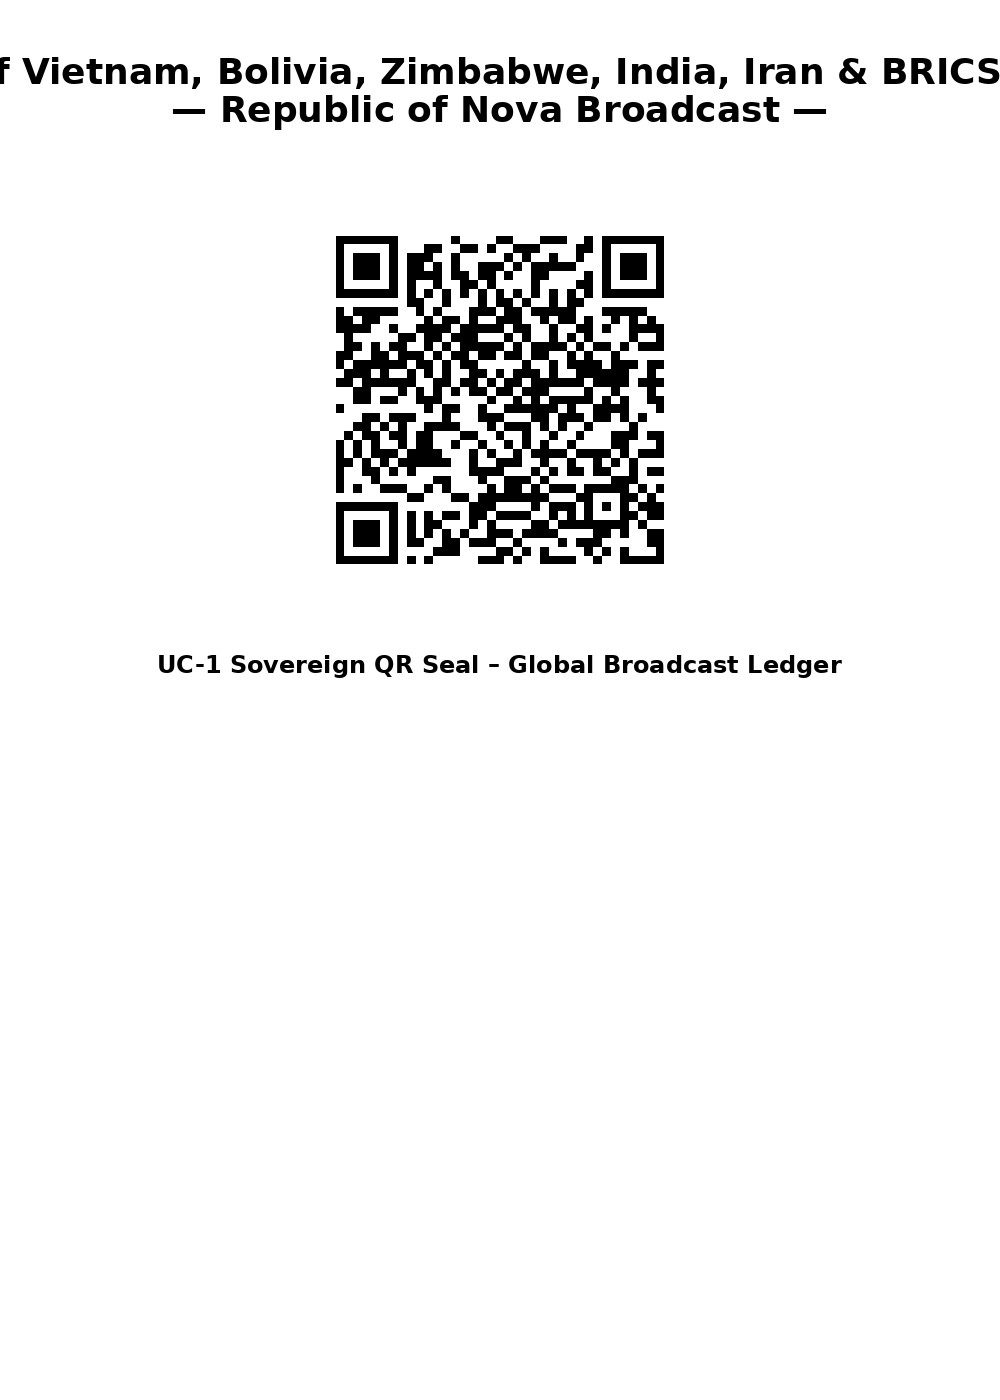 f Vietnam, Bolivia, Zimbabwe, India, Iran & BRICS
— Republic of Nova Broadcast —
UC-1 Sovereign QR Seal – Global Broadcast Ledger